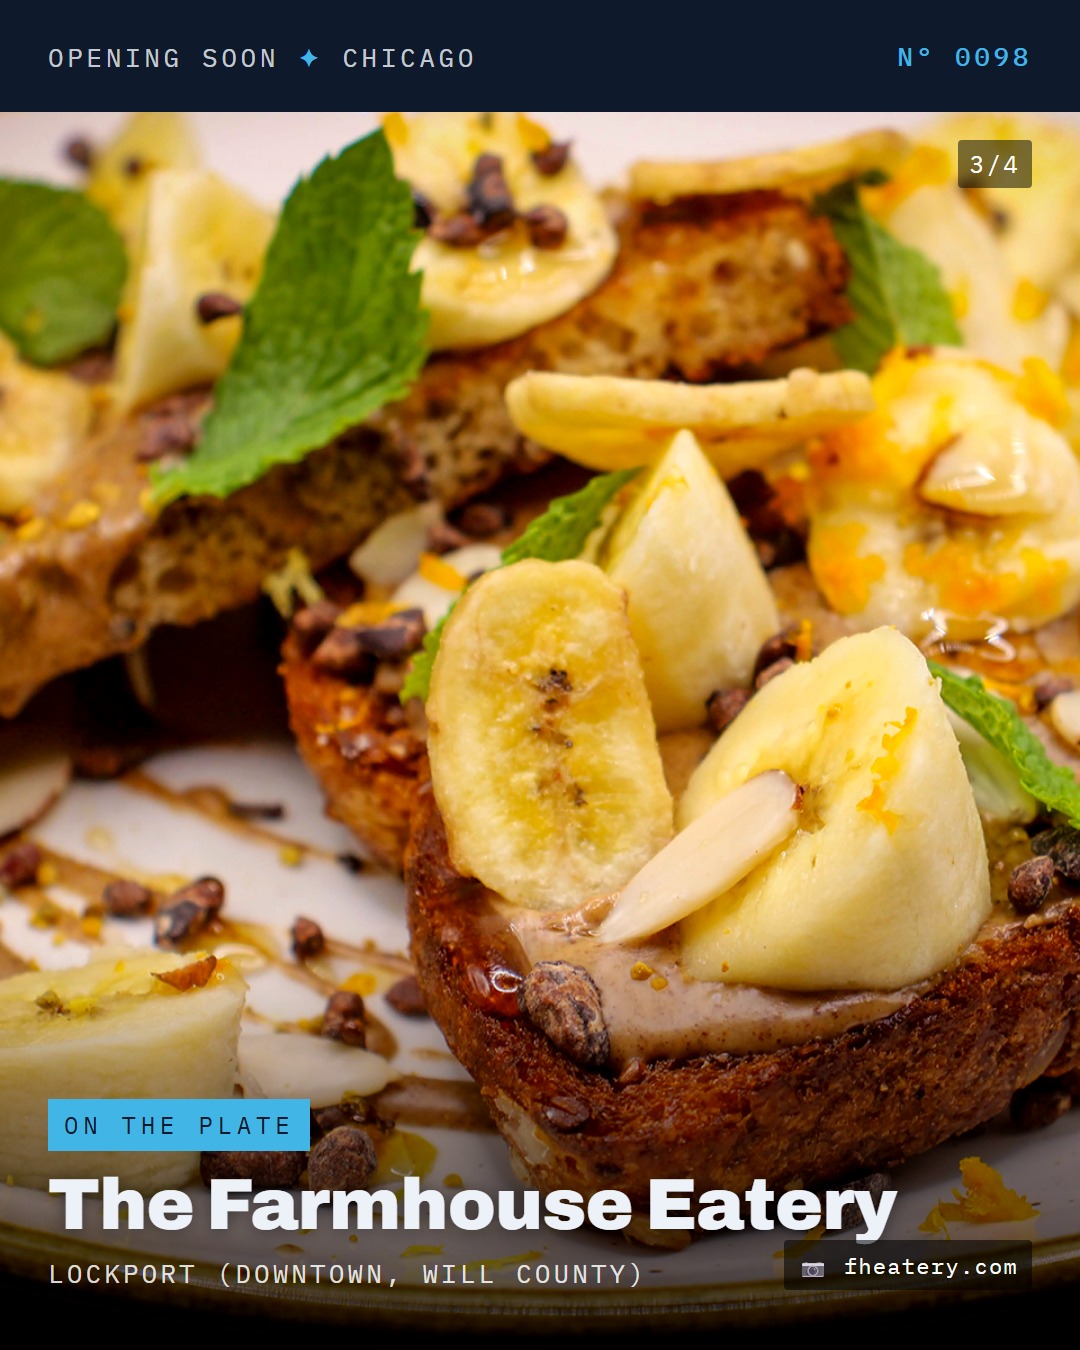 OPENING SOON ✦ CHICAGO
N° 0098
3/4
ON THE PLATE
The Farmhouse Eatery
LOCKPORT (DOWNTOWN, WILL COUNTY)
📷 fheatery.com